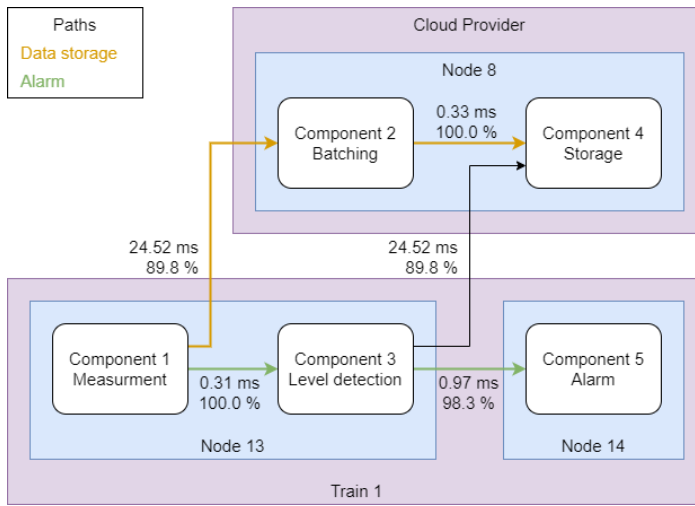 Paths
Data storage
Alarm
Cloud Provider
Node 8
Component 2
Batching
0.33 ms
100.0 %
Component 4
Storage
24.52 ms
89.8 %
24.52 ms
89.8 %
Component 1
Measurment
0.31 ms
100.0 %
Component 3
Level detection
0.97 ms
98.3 %
Component 5
Alarm
Node 13
Node 14
Train 1